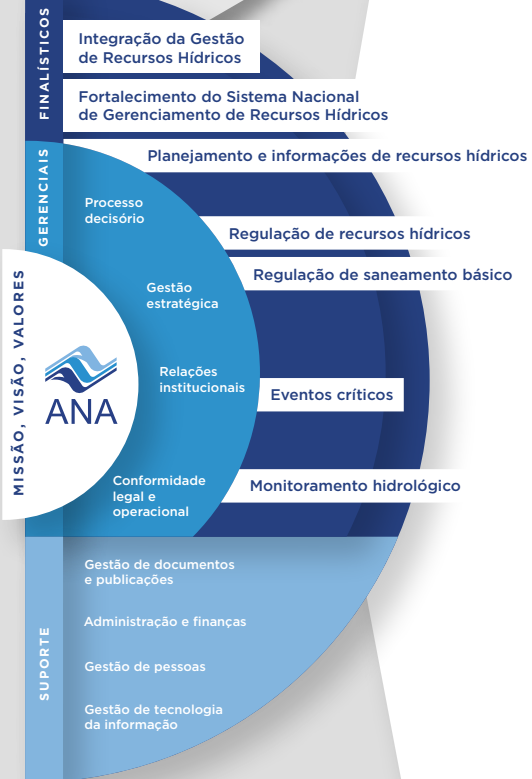 FINALÍSTICOS
Integração da Gestão
de Recursos Hídricos
Fortalecimento do Sistema Nacional
de Gerenciamento de Recursos Hídricos
Planejamento e informações de recursos hídricos
Regulação de recursos hídricos
Regulação de saneamento básico
Eventos críticos
Monitoramento hidrológico
GERENCIAIS
Processo
decisório
Gestão
estratégica
Relações
institucionais
Conformidade
legal e
operacional
MISSÃO, VISÃO, VALORES
ANA
SUPORTE
Gestão de documentos
e publicações
Administração e finanças
Gestão de pessoas
Gestão de tecnologia
da informação